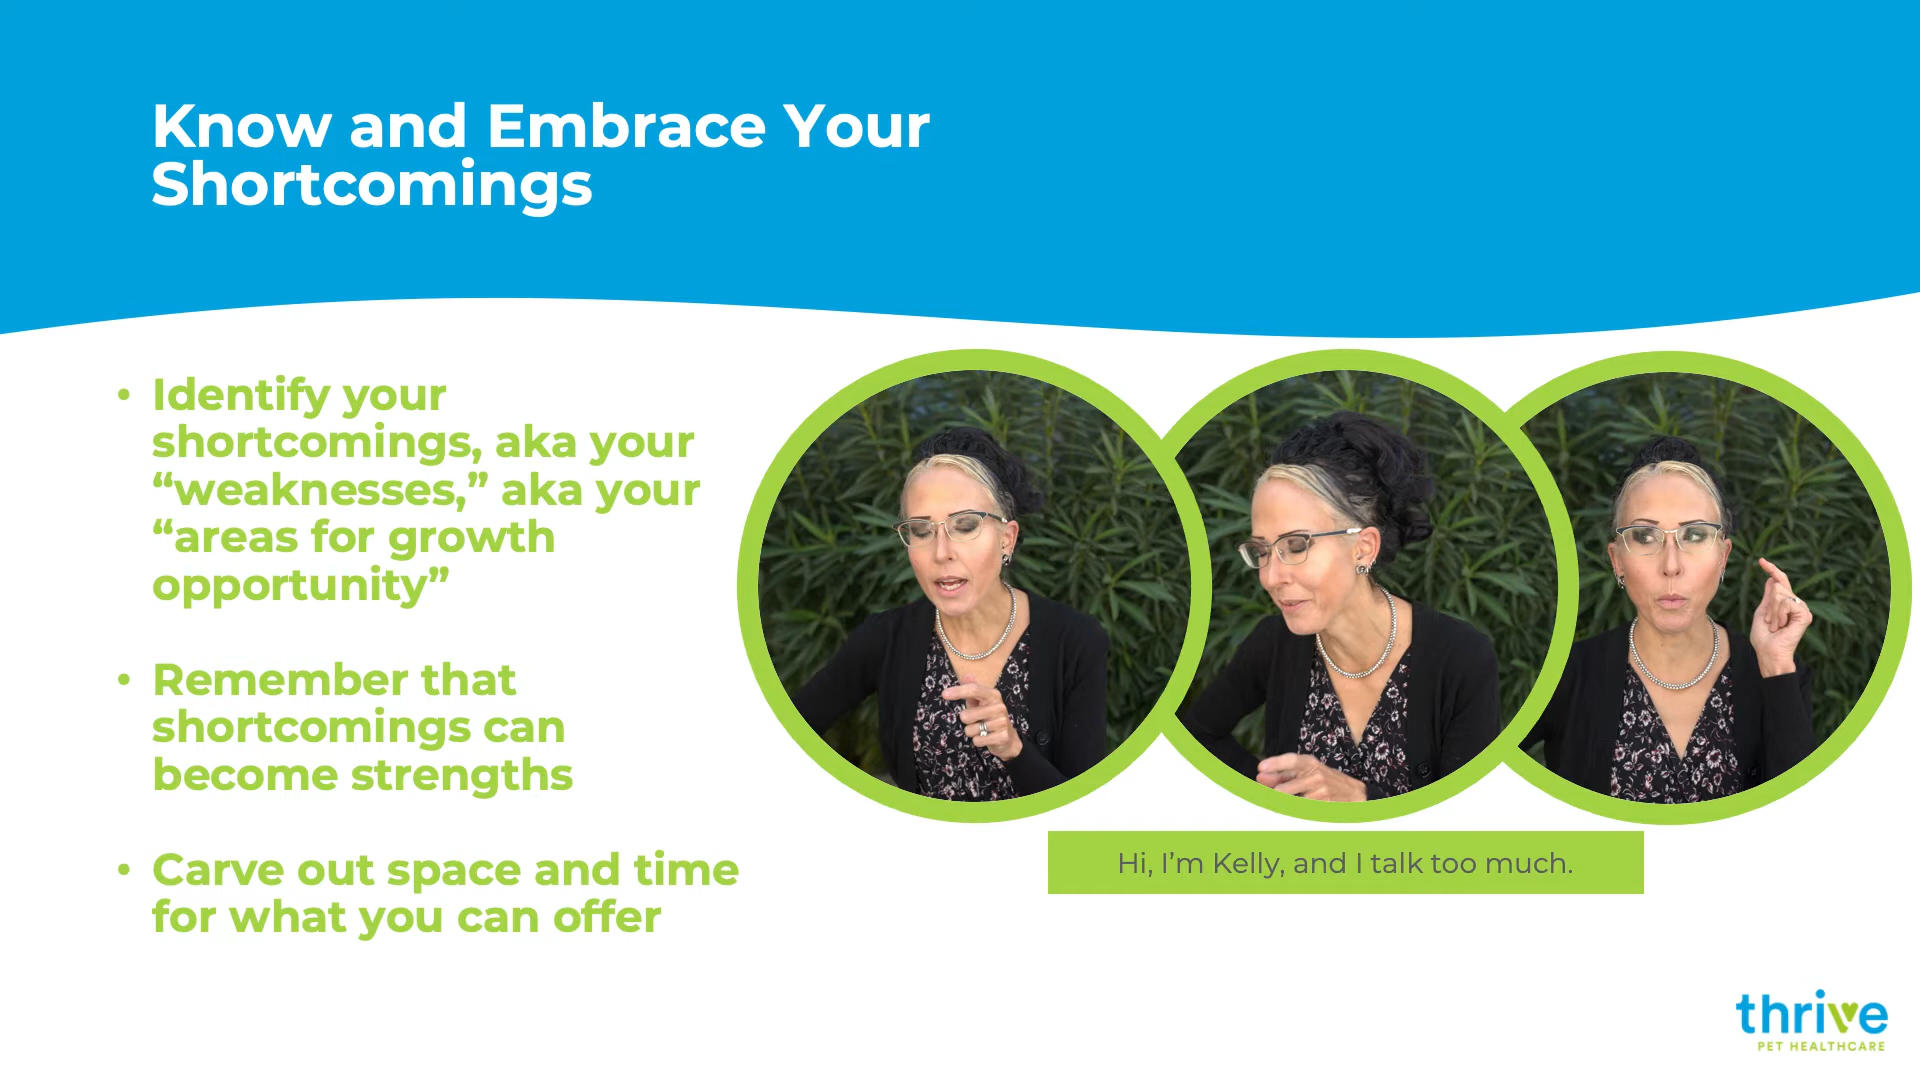 Know and Embrace Your
Shortcomings
• Identify your
shortcomings, aka your
“weaknesses,” aka your
“areas for growth
opportunity”
• Remember that
shortcomings can
become strengths
• Carve out space and time
for what you can offer
Hi, I’m Kelly, and I talk too much.
thrive
PET HEALTHCARE